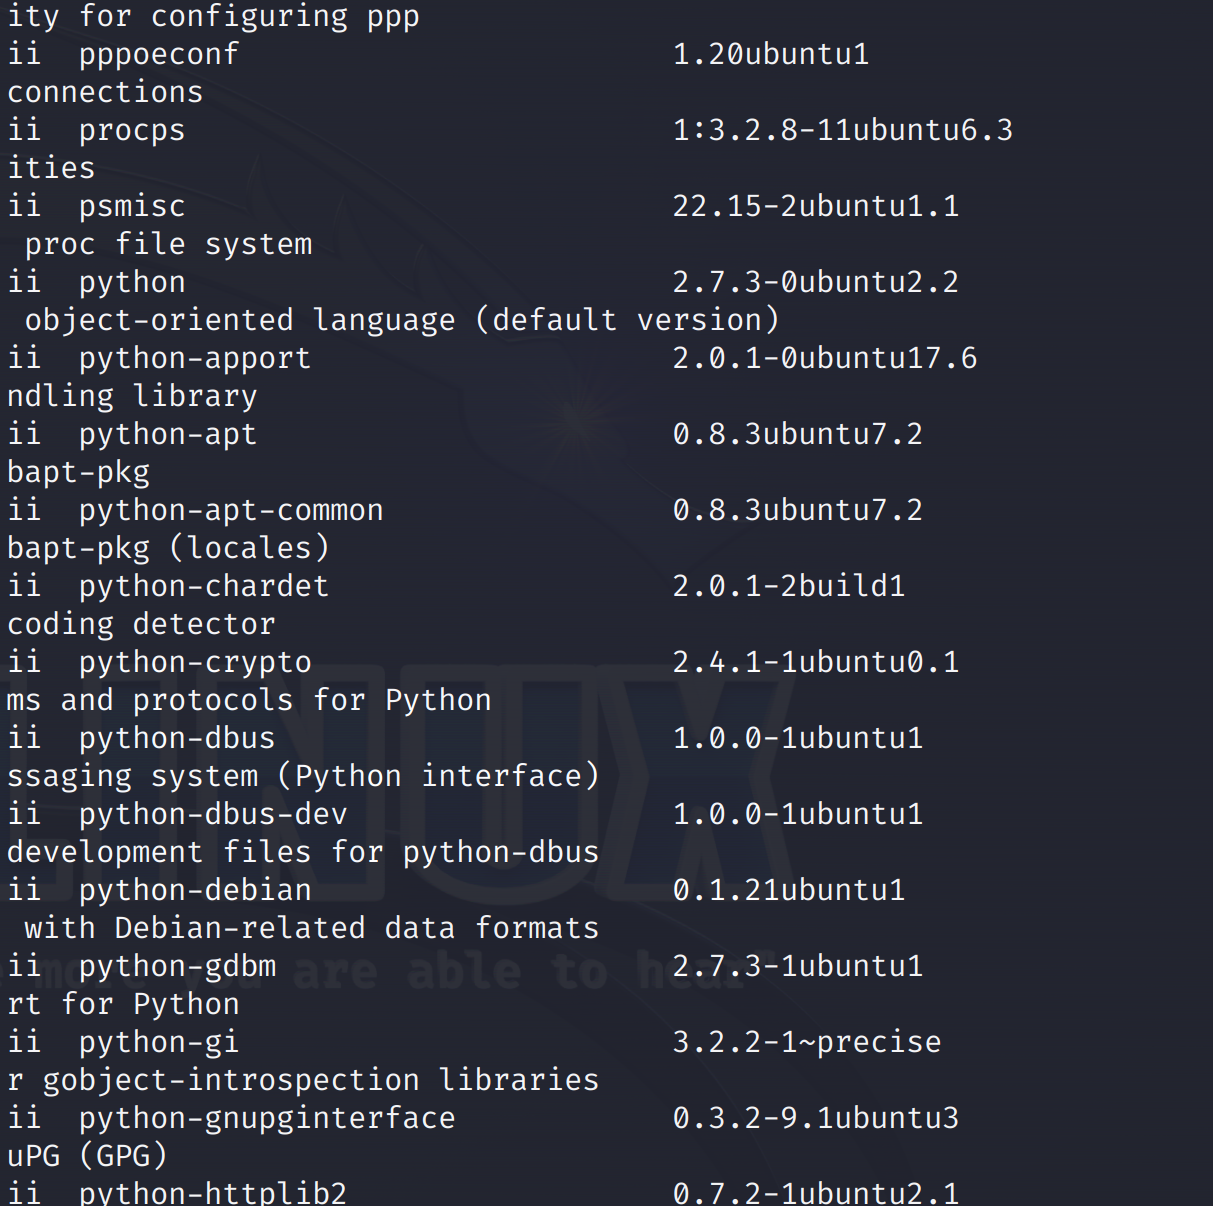 ity for configuring ppp
ii  pppoeconf                        1.20ubuntu1
connections
ii  procps                           1:3.2.8-11ubuntu6.3
ities
ii  psmisc                           22.15-2ubuntu1.1
 proc file system
ii  python                           2.7.3-0ubuntu2.2
 object-oriented language (default version)
ii  python-apport                    2.0.1-0ubuntu17.6
ndling library
ii  python-apt                       0.8.3ubuntu7.2
bapt-pkg
ii  python-apt-common                0.8.3ubuntu7.2
bapt-pkg (locales)
ii  python-chardet                   2.0.1-2build1
coding detector
ii  python-crypto                    2.4.1-1ubuntu0.1
ms and protocols for Python
ii  python-dbus                      1.0.0-1ubuntu1
ssaging system (Python interface)
ii  python-dbus-dev                  1.0.0-1ubuntu1
development files for python-dbus
ii  python-debian                    0.1.21ubuntu1
 with Debian-related data formats
ii  python-gdbm                      2.7.3-1ubuntu1
more you are able to hear"
rt for Python
ii  python-gi                        3.2.2-1~precise
r gobject-introspection libraries
ii  python-gnupginterface            0.3.2-9.1ubuntu3
uPG (GPG)
ii  python-httplib2                  0.7.2-1ubuntu2.1